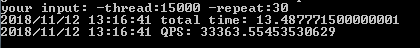 your input: -thread:15000 -repeat:30
2018/11/12 13:16:41 total time: 13.487771500000001
2018/11/12 13:16:41 QPS: 33363.55453530629